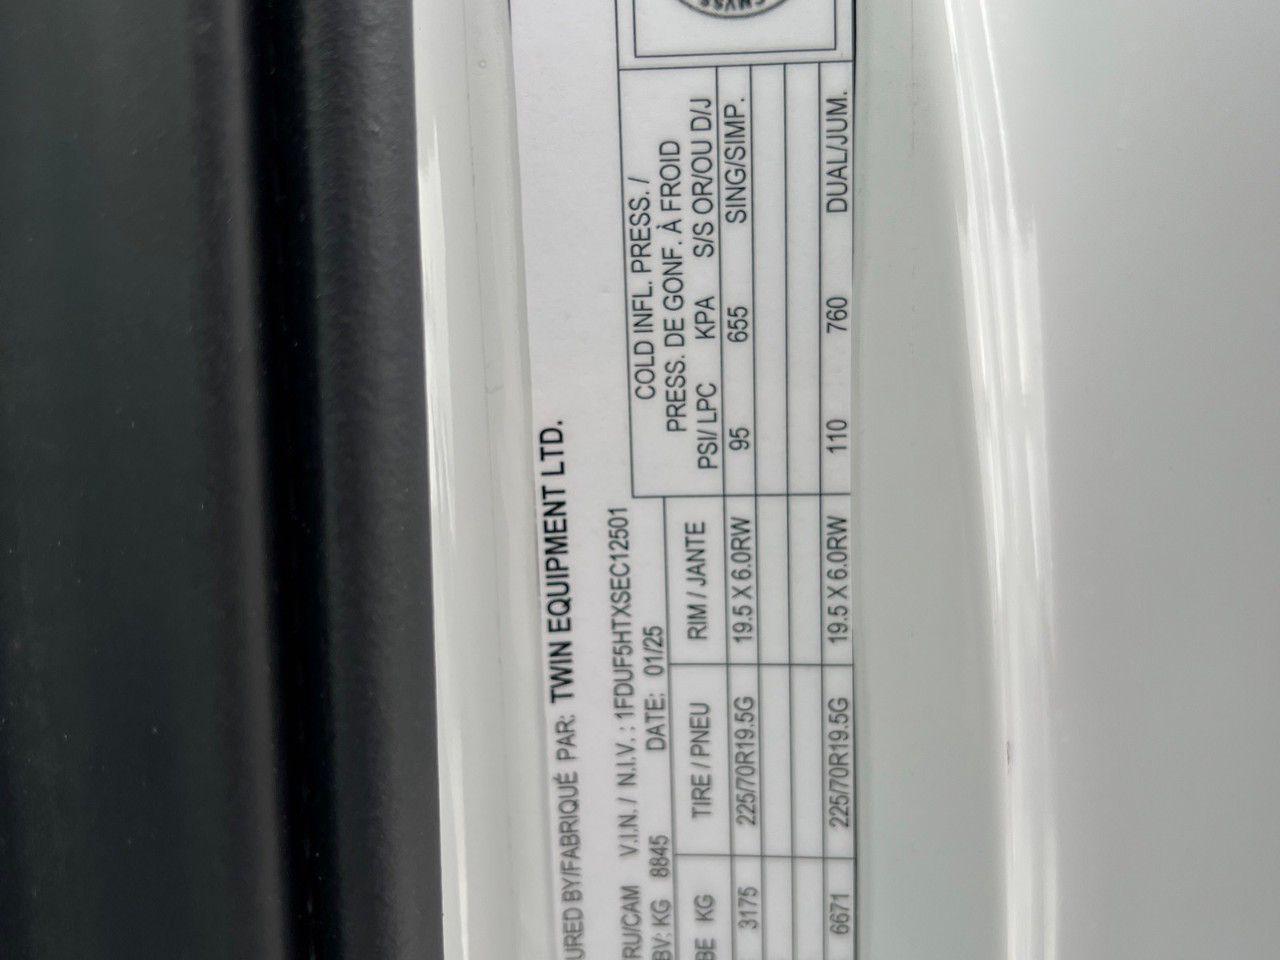 URED BY/FABRIQUÉ PAR: TWIN EQUIPMENT LTD.
RU/CAM V.I.N. / N.I.V. : 1FDUF5HTXSEC12501
BV: KG 8845 DATE: 01/25
COLD INFL. PRESS. /
PRESS. DE GONF. À FROID
BE KG TIRE / PNEU RIM / JANTE PSI/ LPC KPA S/S OR/OU D/J
3175 225/70R19.5G 19.5 X 6.0RW 95 655 SING/SIMP.
6671 225/70R19.5G 19.5 X 6.0RW 110 760 DUAL/JUM.